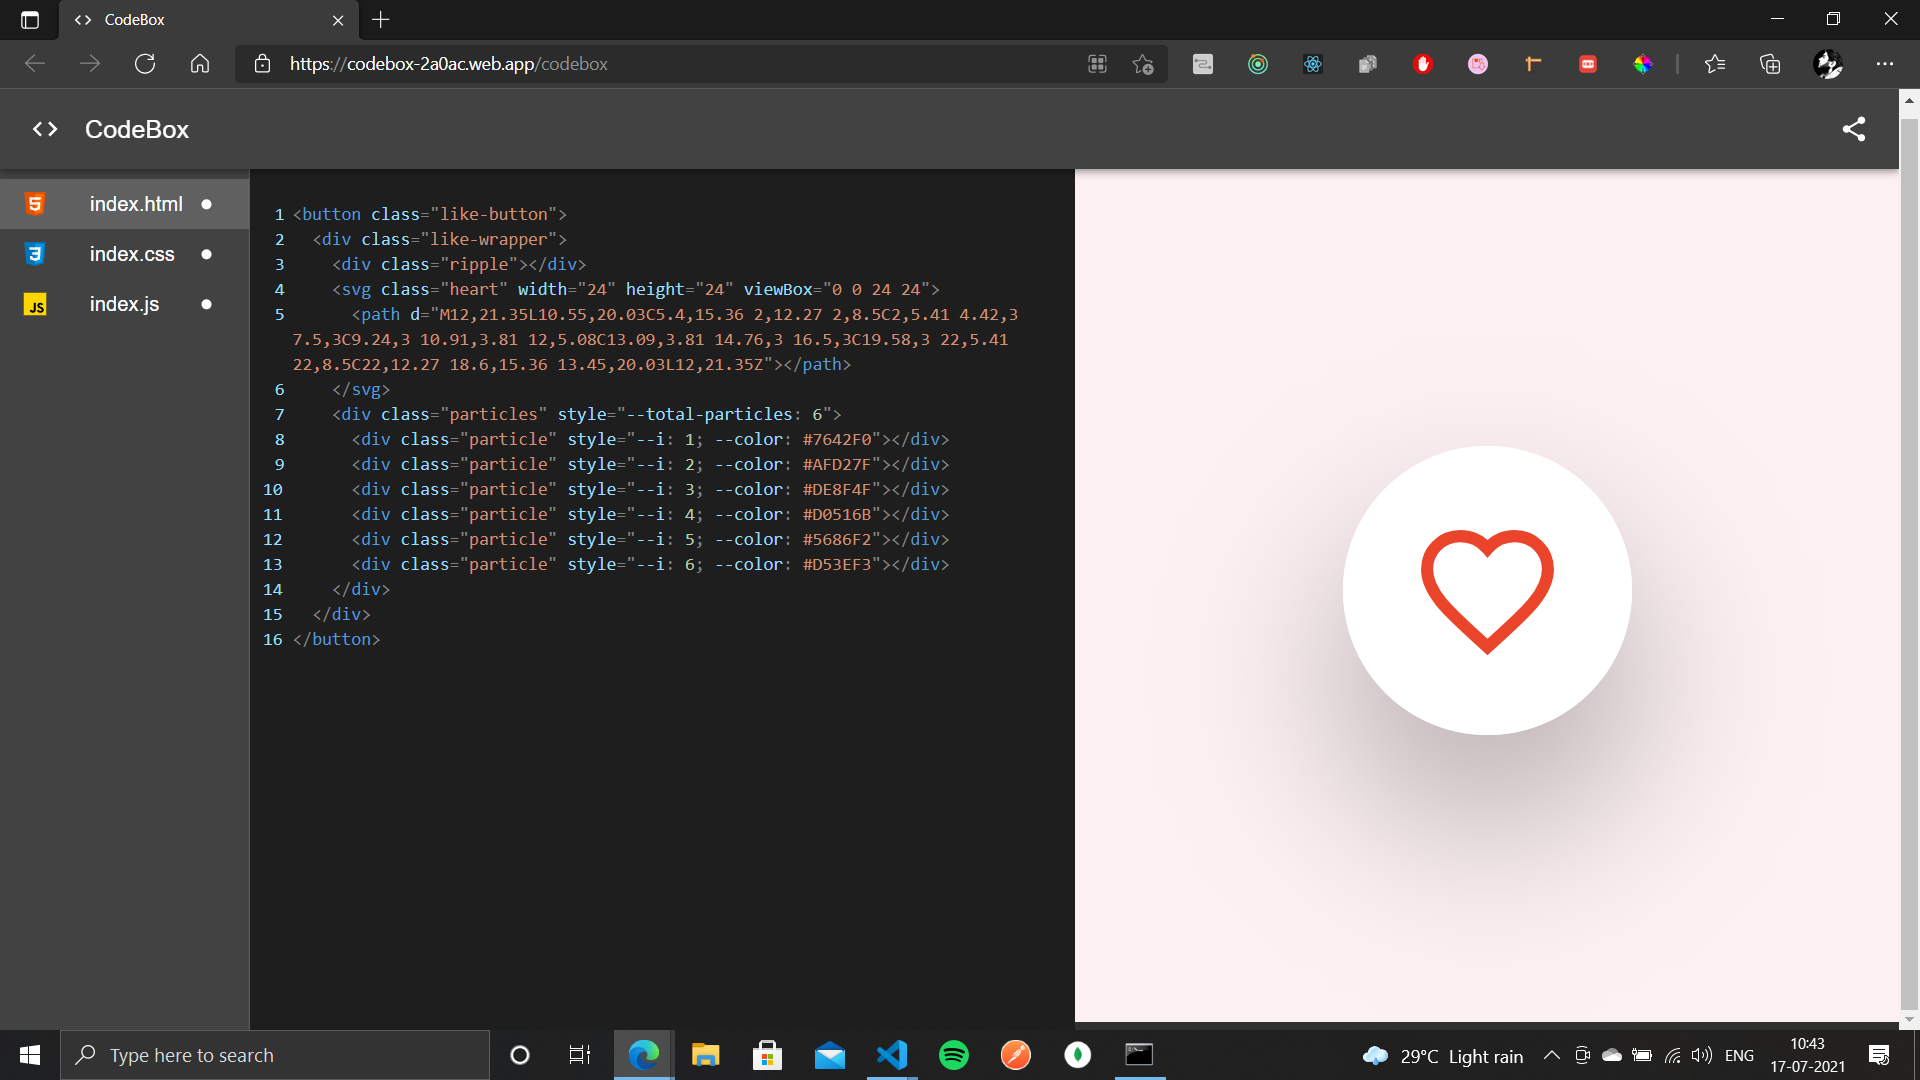 CodeBox
https://codebox-2a0ac.web.app/codebox
CodeBox
index.html
index.css
JS index.js
1 <button class="like-button">
2 <div class="like-wrapper">
3 <div class="ripple"></div>
4 <svg class="heart" width="24" height="24" viewBox="0 0 24 24">
5 <path d="M12,21.35L10.55,20.03C5.4,15.36 2,12.27 2,8.5C2,5.41 4.42,3
7.5,3C9.24,3 10.91,3.81 12,5.08C13.09,3.81 14.76,3 16.5,3C19.58,3 22,5.41
22,8.5C22,12.27 18.6,15.36 13.45,20.03L12,21.35Z"></path>
6 </svg>
7 <div class="particles" style="--total-particles: 6">
8 <div class="particle" style="--i: 1; --color: #7642F0"></div>
9 <div class="particle" style="--i: 2; --color: #AFD27F"></div>
10 <div class="particle" style="--i: 3; --color: #DE8F4F"></div>
11 <div class="particle" style="--i: 4; --color: #D0516B"></div>
12 <div class="particle" style="--i: 5; --color: #5686F2"></div>
13 <div class="particle" style="--i: 6; --color: #D53EF3"></div>
14 </div>
15 </div>
16 </button>
Type here to search
29°C Light rain
ENG
10:43
17-07-2021